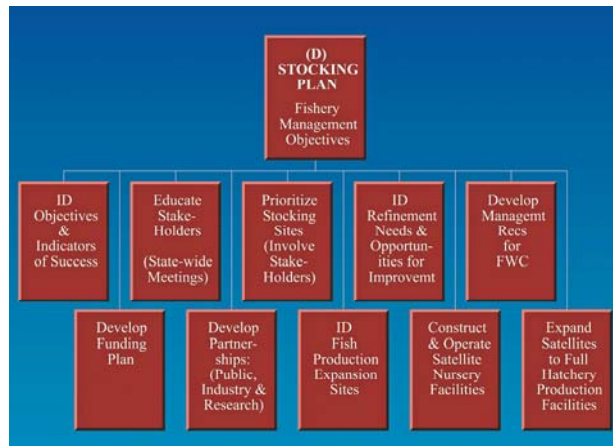 (D)
STOCKING
PLAN
Fishery
Management
Objectives
ID
Objectives
&
Indicators
of Success
Educate
Stake-
Holders
(State-wide
Meetings)
Prioritize
Stocking
Sites
(Involve
Stake-
Holders)
ID
Refinement
Needs &
Opportun-
ities for
Improvemt
Develop
Managemt
Recs
for
FWC
Develop
Funding
Plan
Develop
Partner-
ships:
(Public,
Industry &
Research)
ID
Fish
Production
Expansion
Sites
Construct
& Operate
Satellite
Nursery
Facilities
Expand
Satellites
to Full
Hatchery
Production
Facilities